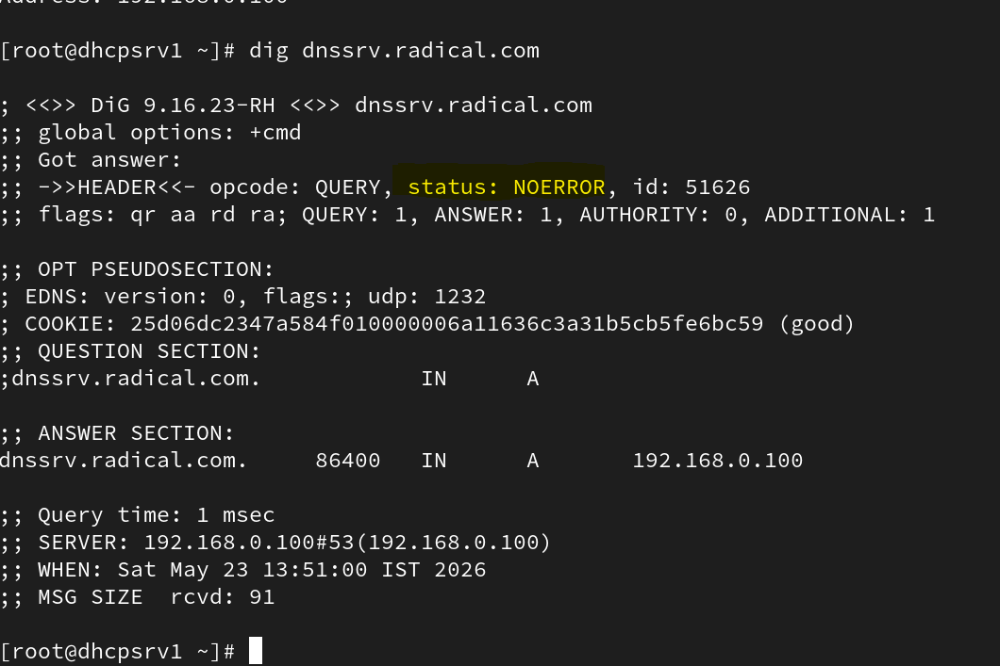 [root@dhcpsrv1 ~]# dig dnssrv.radical.com
; <<>> DiG 9.16.23-RH <<>> dnssrv.radical.com
;; global options: +cmd
;; Got answer:
;; ->>HEADER<<- opcode: QUERY, status: NOERROR, id: 51626
;; flags: qr aa rd ra; QUERY: 1, ANSWER: 1, AUTHORITY: 0, ADDITIONAL: 1
;; OPT PSEUDOSECTION:
; EDNS: version: 0, flags:; udp: 1232
; COOKIE: 25d06dc2347a584f010000006a11636c3a31b5cb5fe6bc59 (good)
;; QUESTION SECTION:
;dnssrv.radical.com. IN A
;; ANSWER SECTION:
dnssrv.radical.com. 86400 IN A 192.168.0.100
;; Query time: 1 msec
;; SERVER: 192.168.0.100#53(192.168.0.100)
;; WHEN: Sat May 23 13:51:00 IST 2026
;; MSG SIZE rcvd: 91
[root@dhcpsrv1 ~]#